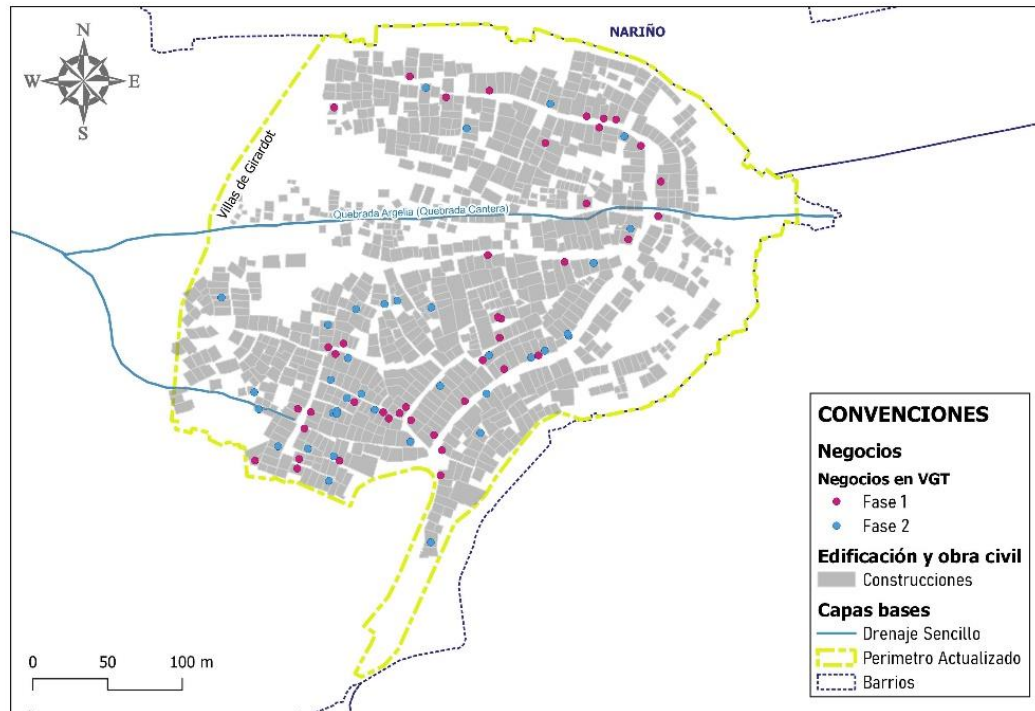 NARIÑO
N
W
E
S
Villas de Girardot
Quebrada Argelia (Quebrada Cantera)
CONVENCIONES
Negocios
Negocios en VGT
Fase 1
Fase 2
Edificación y obra civil
Construcciones
Capas bases
Drenaje Sencillo
Perimetro Actualizado
Barrios
0 50 100 m